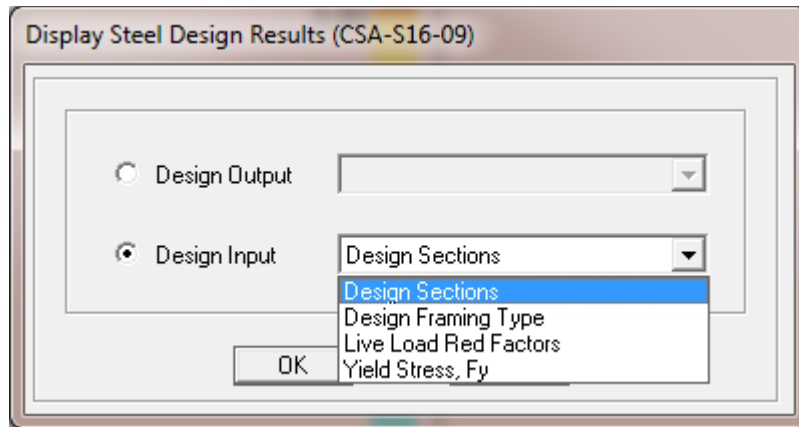 Display Steel Design Results (CSA-S16-09)
Design Output
Design Input Design Sections
Design Sections
Design Framing Type
Live Load Red Factors
Yield Stress, Fy
OK